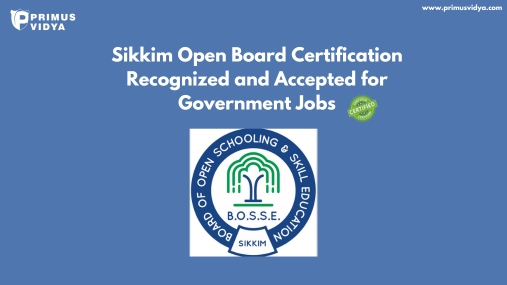 PRIMUS
VIDYA
www.primusvidya.com
Sikkim Open Board Certification
Recognized and Accepted for
Government Jobs
CERTIFIED
BOARD OF OPEN SCHOOLING & SKILL EDUCATION
B.O.S.S.E.
SIKKIM